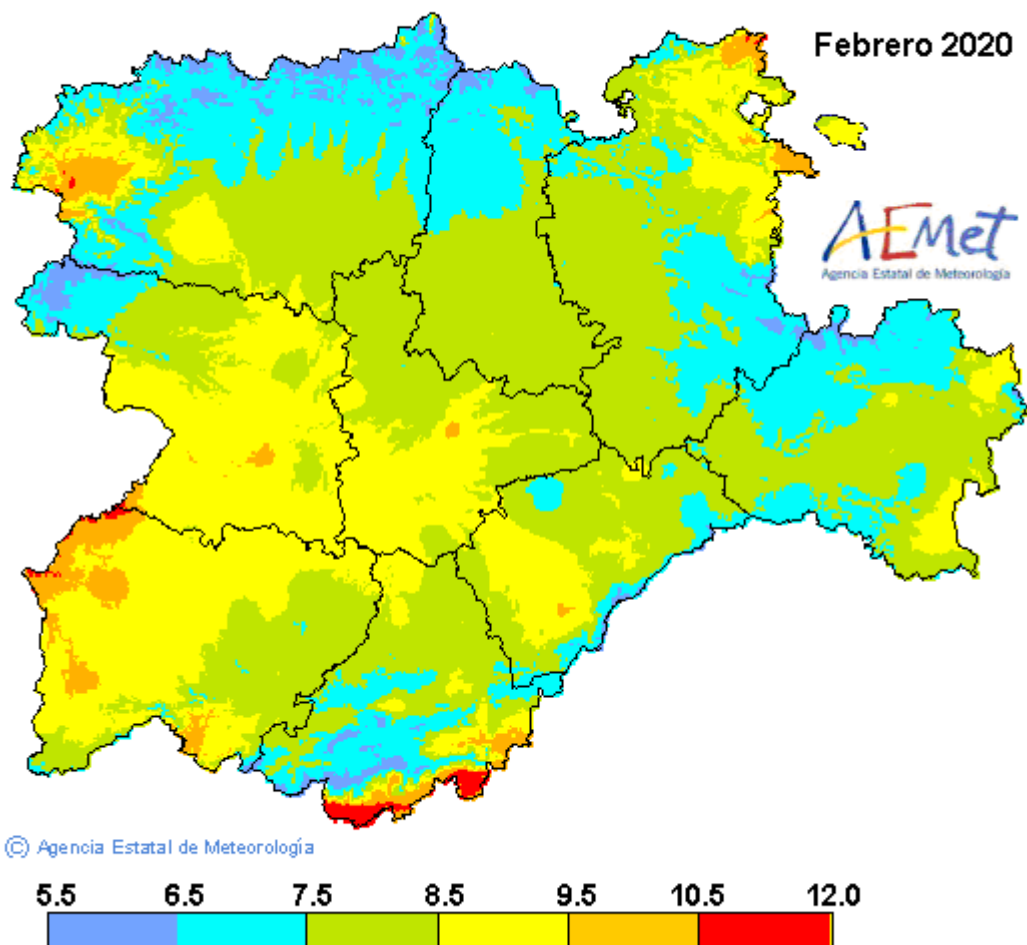 Febrero 2020
AEMet
Agencia Estatal de Meteorología
© Agencia Estatal de Meteorología
5.5 6.5 7.5 8.5 9.5 10.5 12.0